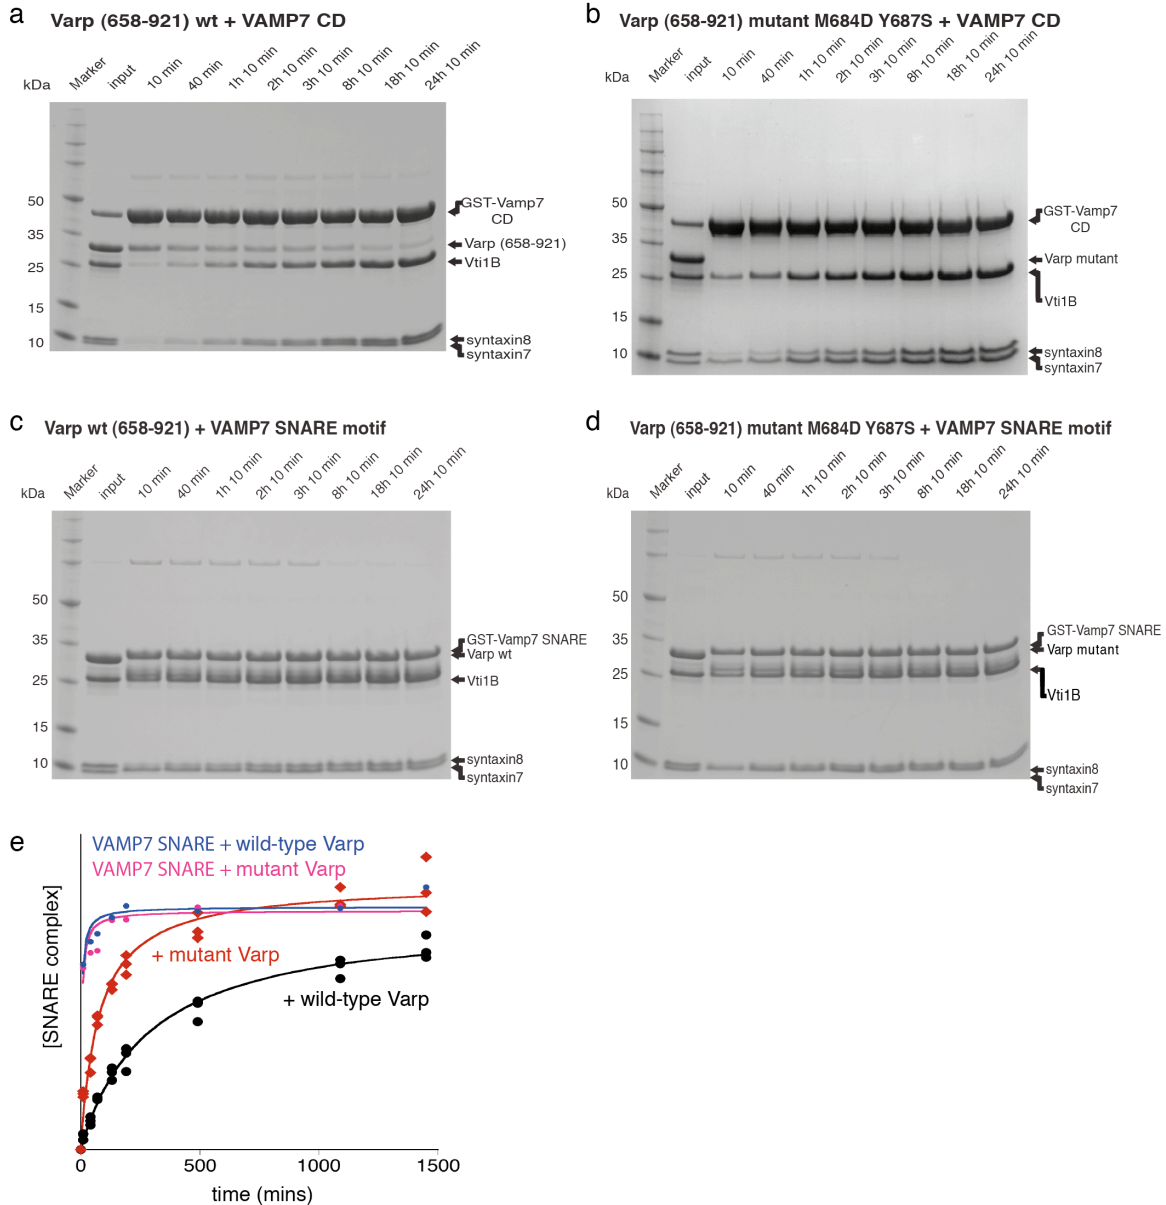 a
Varp (658-921) wt + VAMP7 CD
kDa
Marker
input
10 min
40 min
1h 10 min
2h 10 min
3h 10 min
8h 10 min
18h 10 min
24h 10 min
50
35
25
15
10
GST-Vamp7
CD
Varp (658-921)
Vti1B
syntaxin8
syntaxin7
b
Varp (658-921) mutant M684D Y687S + VAMP7 CD
kDa
Marker
input
10 min
40 min
1h 10 min
2h 10 min
3h 10 min
8h 10 min
18h 10 min
24h 10 min
50
35
25
15
10
GST-Vamp7
CD
Varp mutant
Vti1B
syntaxin8
syntaxin7
c
Varp wt (658-921) + VAMP7 SNARE motif
kDa
Marker
input
10 min
40 min
1h 10 min
2h 10 min
3h 10 min
8h 10 min
18h 10 min
24h 10 min
50
35
25
15
10
GST-Vamp7 SNARE
Varp wt
Vti1B
syntaxin8
syntaxin7
d
Varp (658-921) mutant M684D Y687S + VAMP7 SNARE motif
kDa
Marker
input
10 min
40 min
1h 10 min
2h 10 min
3h 10 min
8h 10 min
18h 10 min
24h 10 min
50
35
25
15
10
GST-Vamp7 SNARE
Varp mutant
Vti1B
syntaxin8
syntaxin7
e
VAMP7 SNARE + wild-type Varp
VAMP7 SNARE + mutant Varp
+ mutant Varp
+ wild-type Varp
[SNARE complex]
0
500
1000
1500
time (mins)